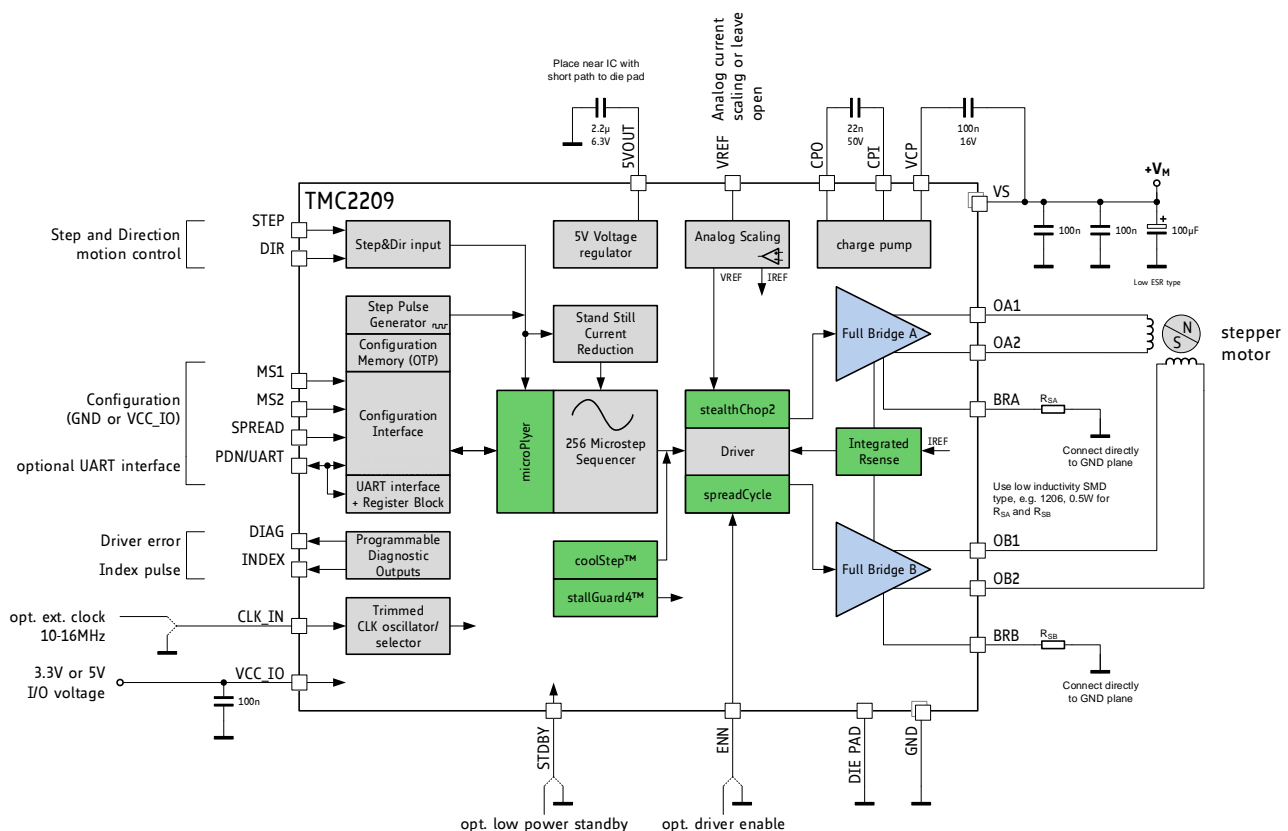 Place near IC with
short path to die pad
2.2µ
6.3V
5VOUT
Analog current
scaling or leave
open
VREF
22n
50V
CPO
CPI
VCP
100n
16V
+VM
VS
100n
100n
+
100µF
Low ESR type
TMC2209
Step and Direction
motion control
STEP
DIR
Step&Dir input
5V Voltage
regulator
Analog Scaling
VREF
IREF
charge pump
Step Pulse
Generator
Configuration
Memory (OTP)
Configuration
Interface
UART interface
+ Register Block
Stand Still
Current
Reduction
Full Bridge A
OA1
OA2
N
S
stepper
motor
Configuration
(GND or VCC_IO)
optional UART interface
MS1
MS2
SPREAD
PDN/UART
microPlyer
256 Microstep
Sequencer
stealthChop2
Driver
spreadCycle
Integrated
Rsense
IREF
BRA
RSA
Connect directly
to GND plane
Use low inductivity SMD
type, e.g. 1206, 0.5W for
RSA and RSB
Driver error
Index pulse
DIAG
INDEX
Programmable
Diagnostic
Outputs
coolStep™
stallGuard4™
Full Bridge B
OB1
OB2
opt. ext. clock
10-16MHz
CLK_IN
Trimmed
CLK oscillator/
selector
BRB
RSB
Connect directly
to GND plane
3.3V or 5V
I/O voltage
VCC_IO
100n
STDBY
ENN
DIE PAD
GND
opt. low power standby
opt. driver enable